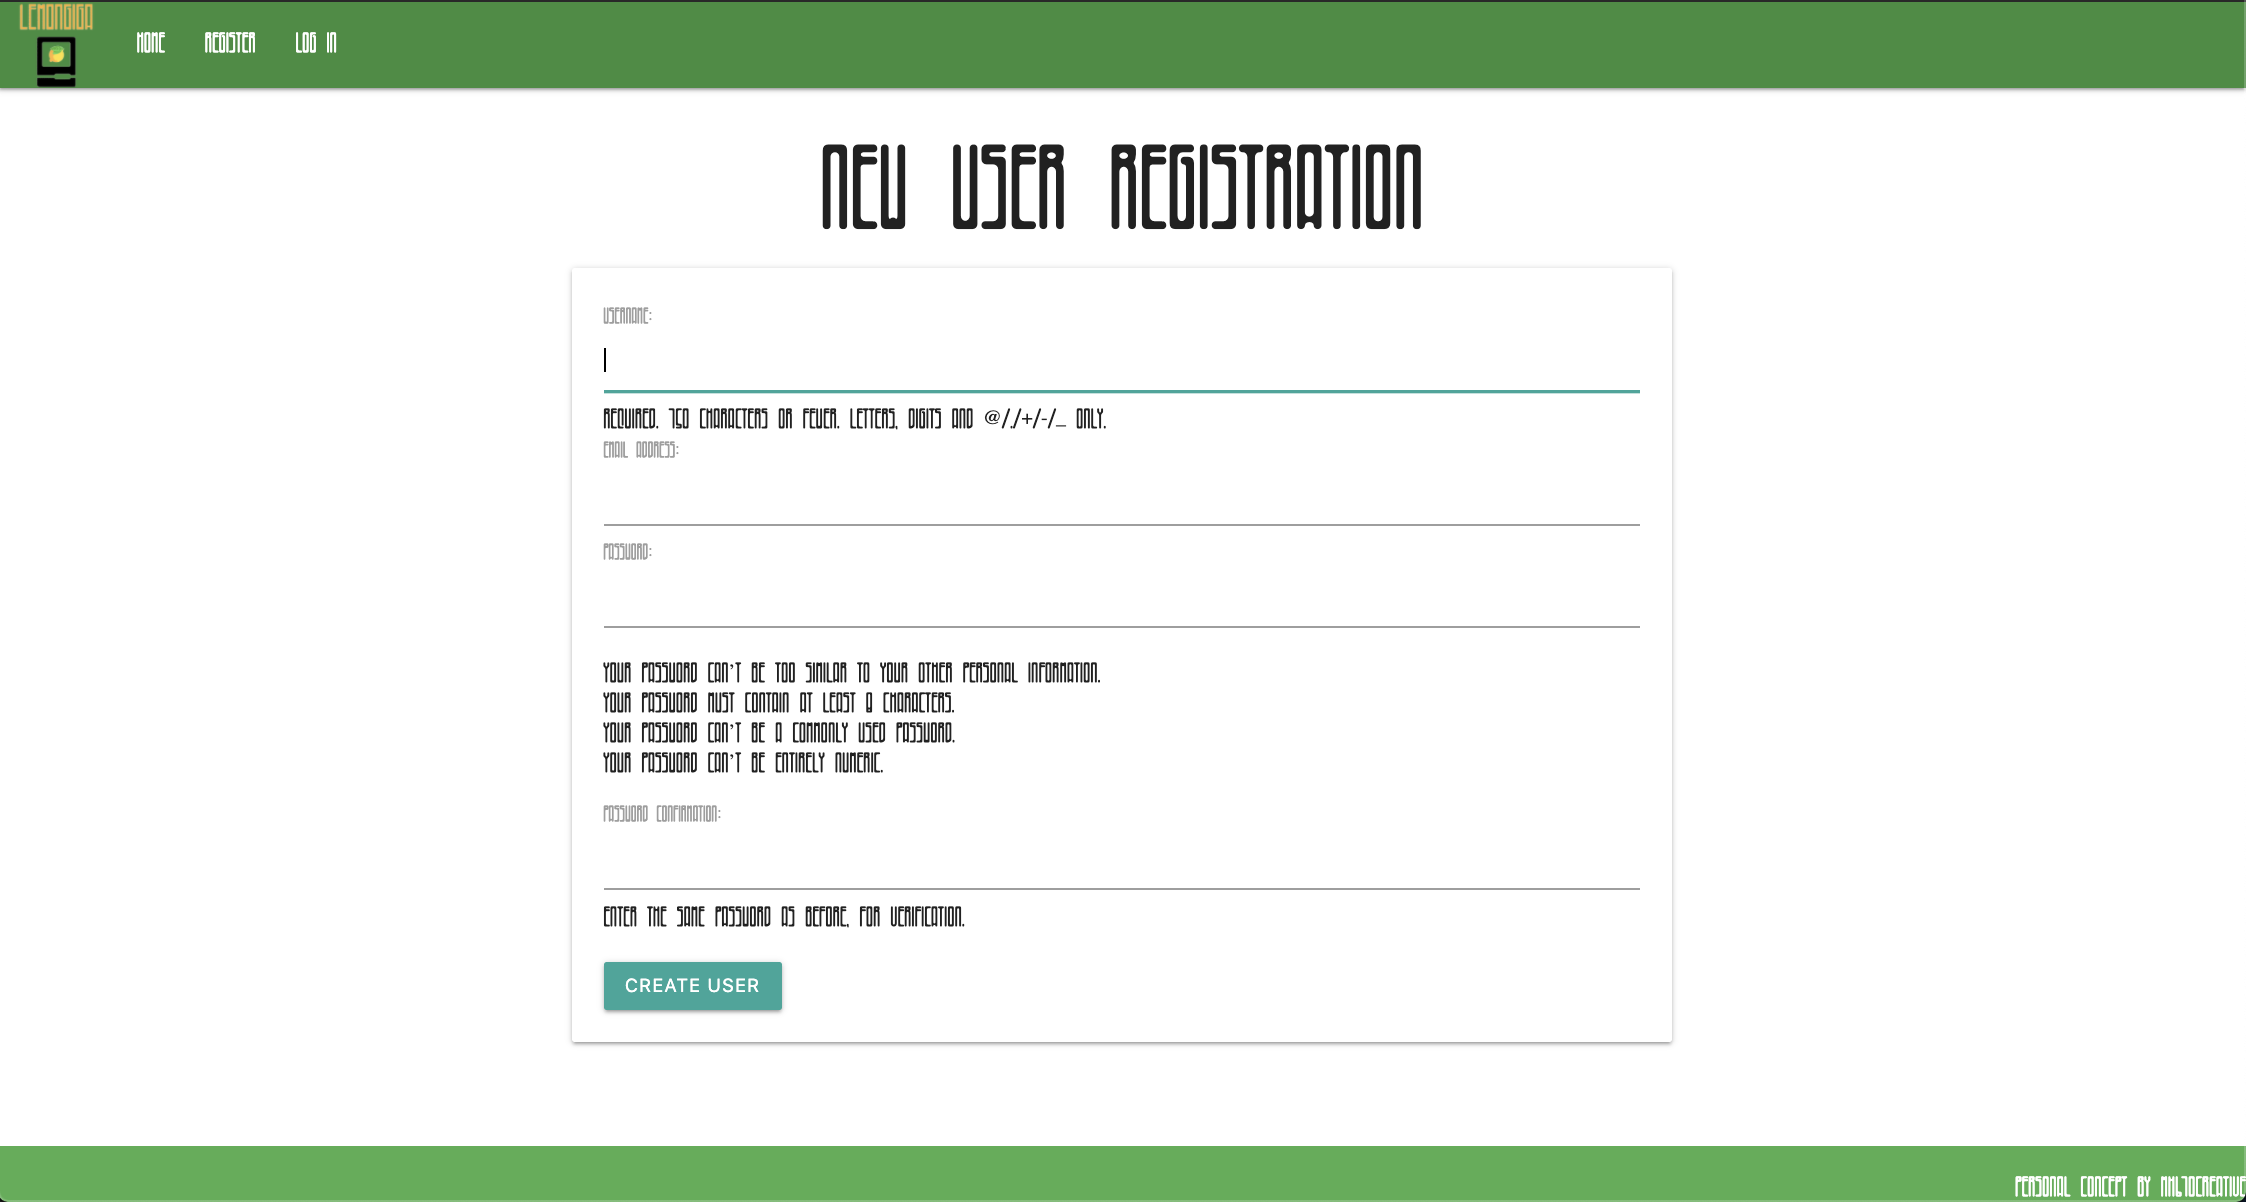 LEMONGIGA
HOME REGISTER LOG IN
NEW USER REGISTRATION
USERNAME:
REQUIRED. 150 CHARACTERS OR FEWER. LETTERS, DIGITS AND @/./+/-/_ ONLY.
EMAIL ADDRESS:
PASSWORD:
YOUR PASSWORD CAN'T BE TOO SIMILAR TO YOUR OTHER PERSONAL INFORMATION.
YOUR PASSWORD MUST CONTAIN AT LEAST 8 CHARACTERS.
YOUR PASSWORD CAN'T BE A COMMONLY USED PASSWORD.
YOUR PASSWORD CAN'T BE ENTIRELY NUMERIC.
PASSWORD CONFIRMATION:
ENTER THE SAME PASSWORD AS BEFORE, FOR VERIFICATION.
CREATE USER
PERSONAL CONCEPT BY